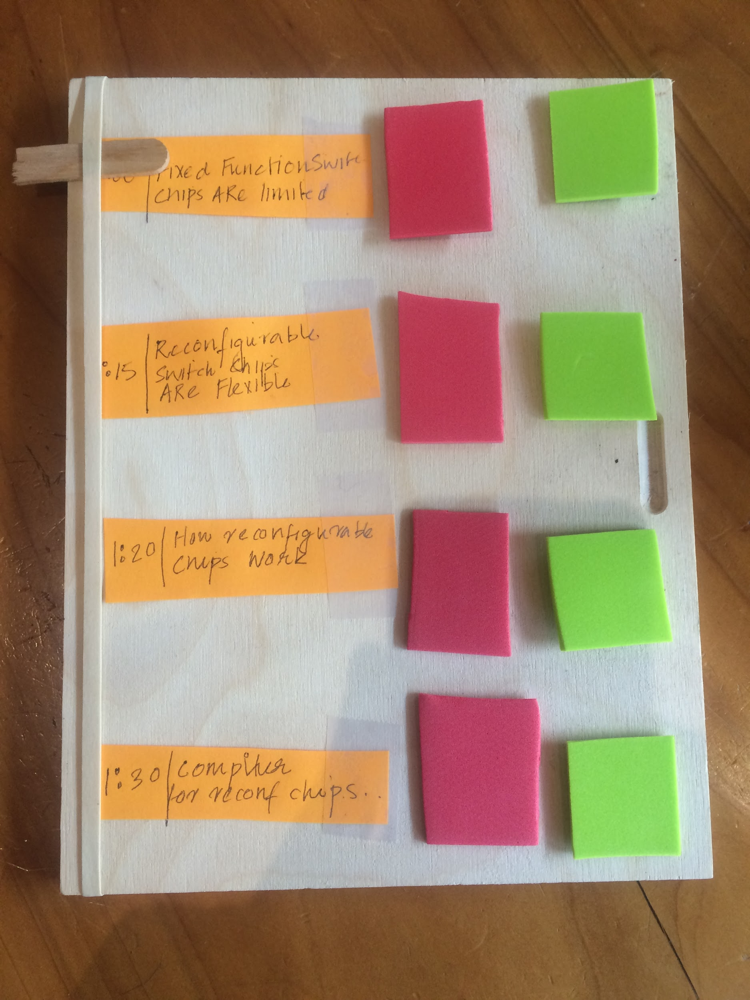 Fixed Function Switc
chips ARe limited
:15 Reconfigurable
switch chips
ARe Flexible
1:20 How reconfigurable
chips work
1:30 compiler
for reconf chips..